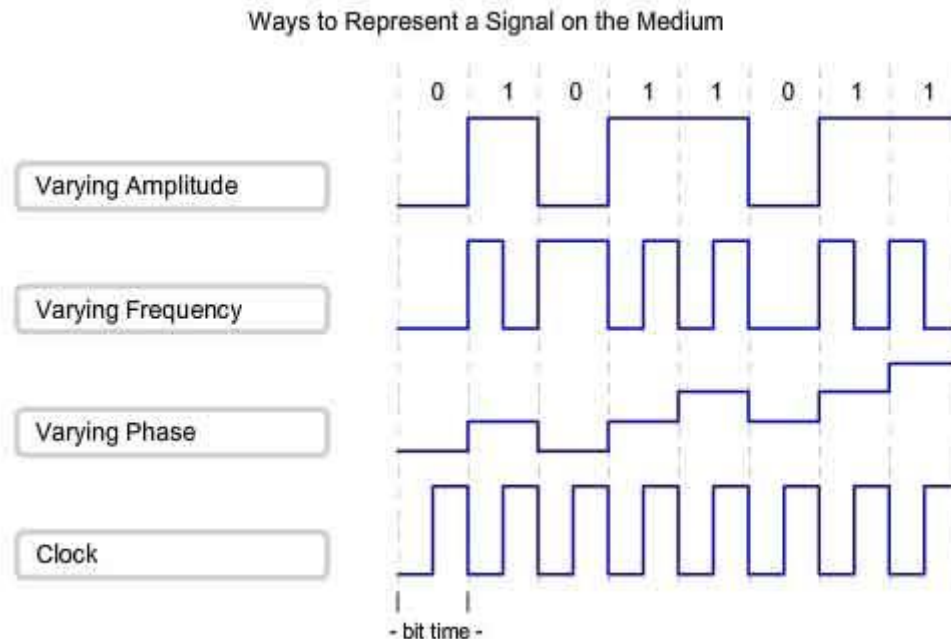 Ways to Represent a Signal on the Medium
0 1 0 1 1 0 1 1
Varying Amplitude
Varying Frequency
Varying Phase
Clock
- bit time -